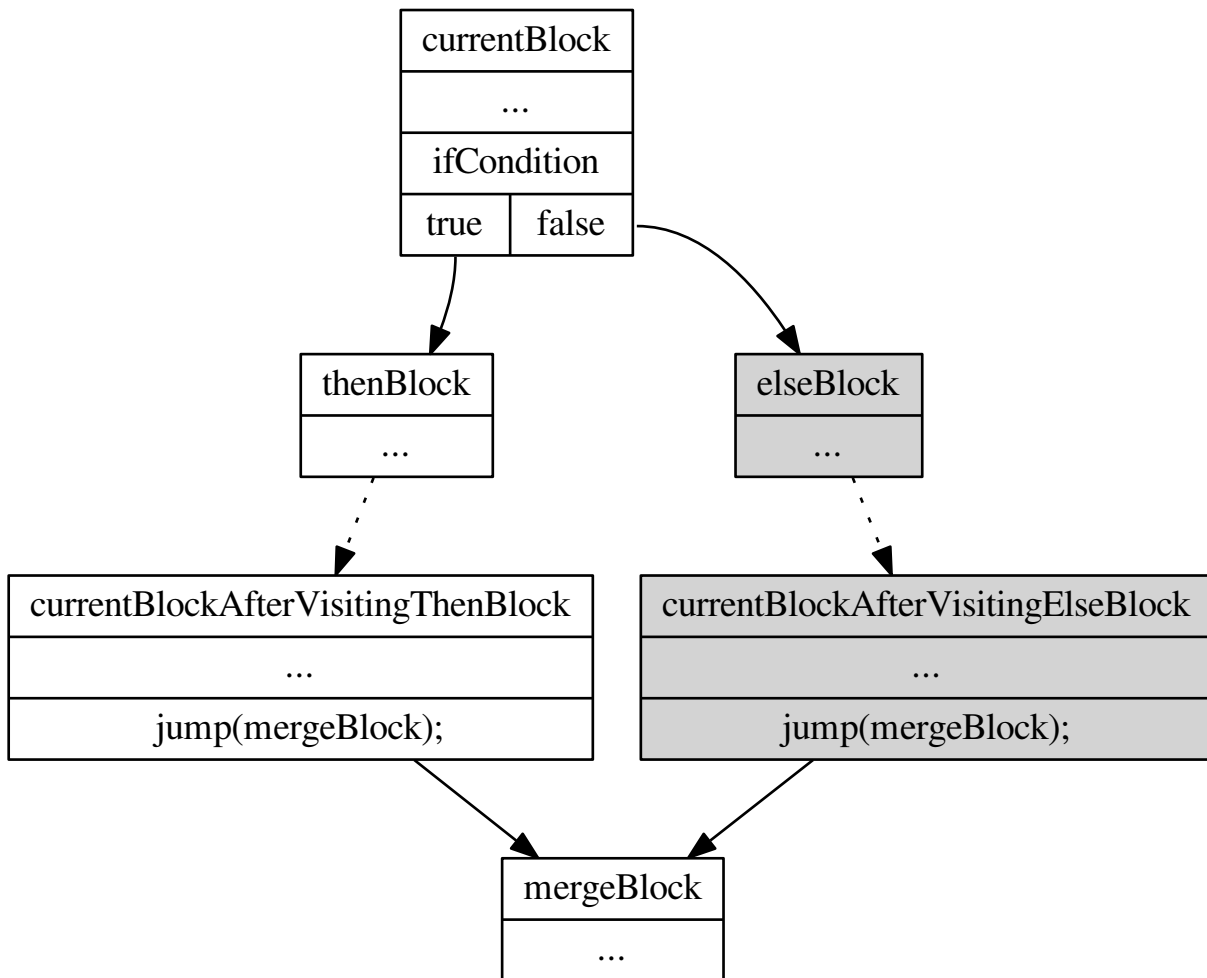 currentBlock
...
ifCondition
true false
thenBlock
...
elseBlock
...
currentBlockAfterVisitingThenBlock
...
jump(mergeBlock);
currentBlockAfterVisitingElseBlock
...
jump(mergeBlock);
mergeBlock
...